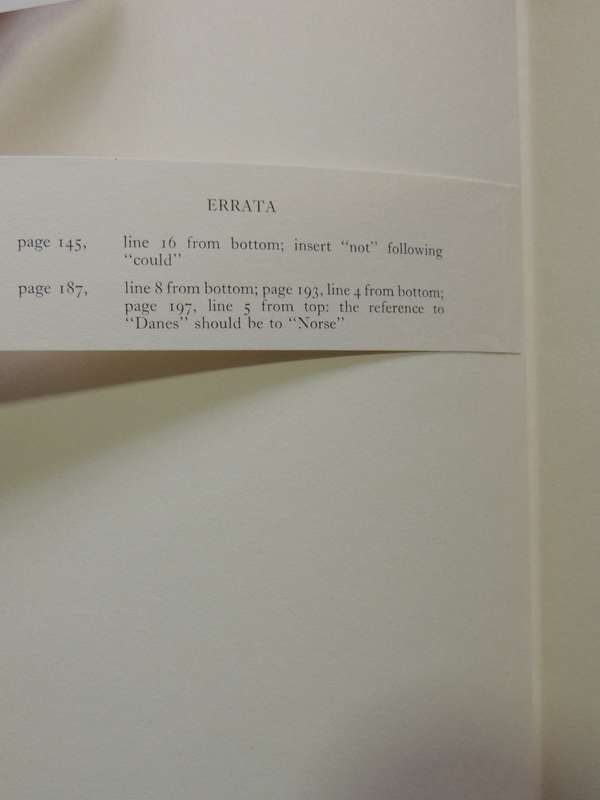 ERRATA
page 145, line 16 from bottom; insert “not” following
“could”
page 187, line 8 from bottom; page 193, line 4 from bottom;
page 197, line 5 from top: the reference to
“Danes” should be to “Norse”